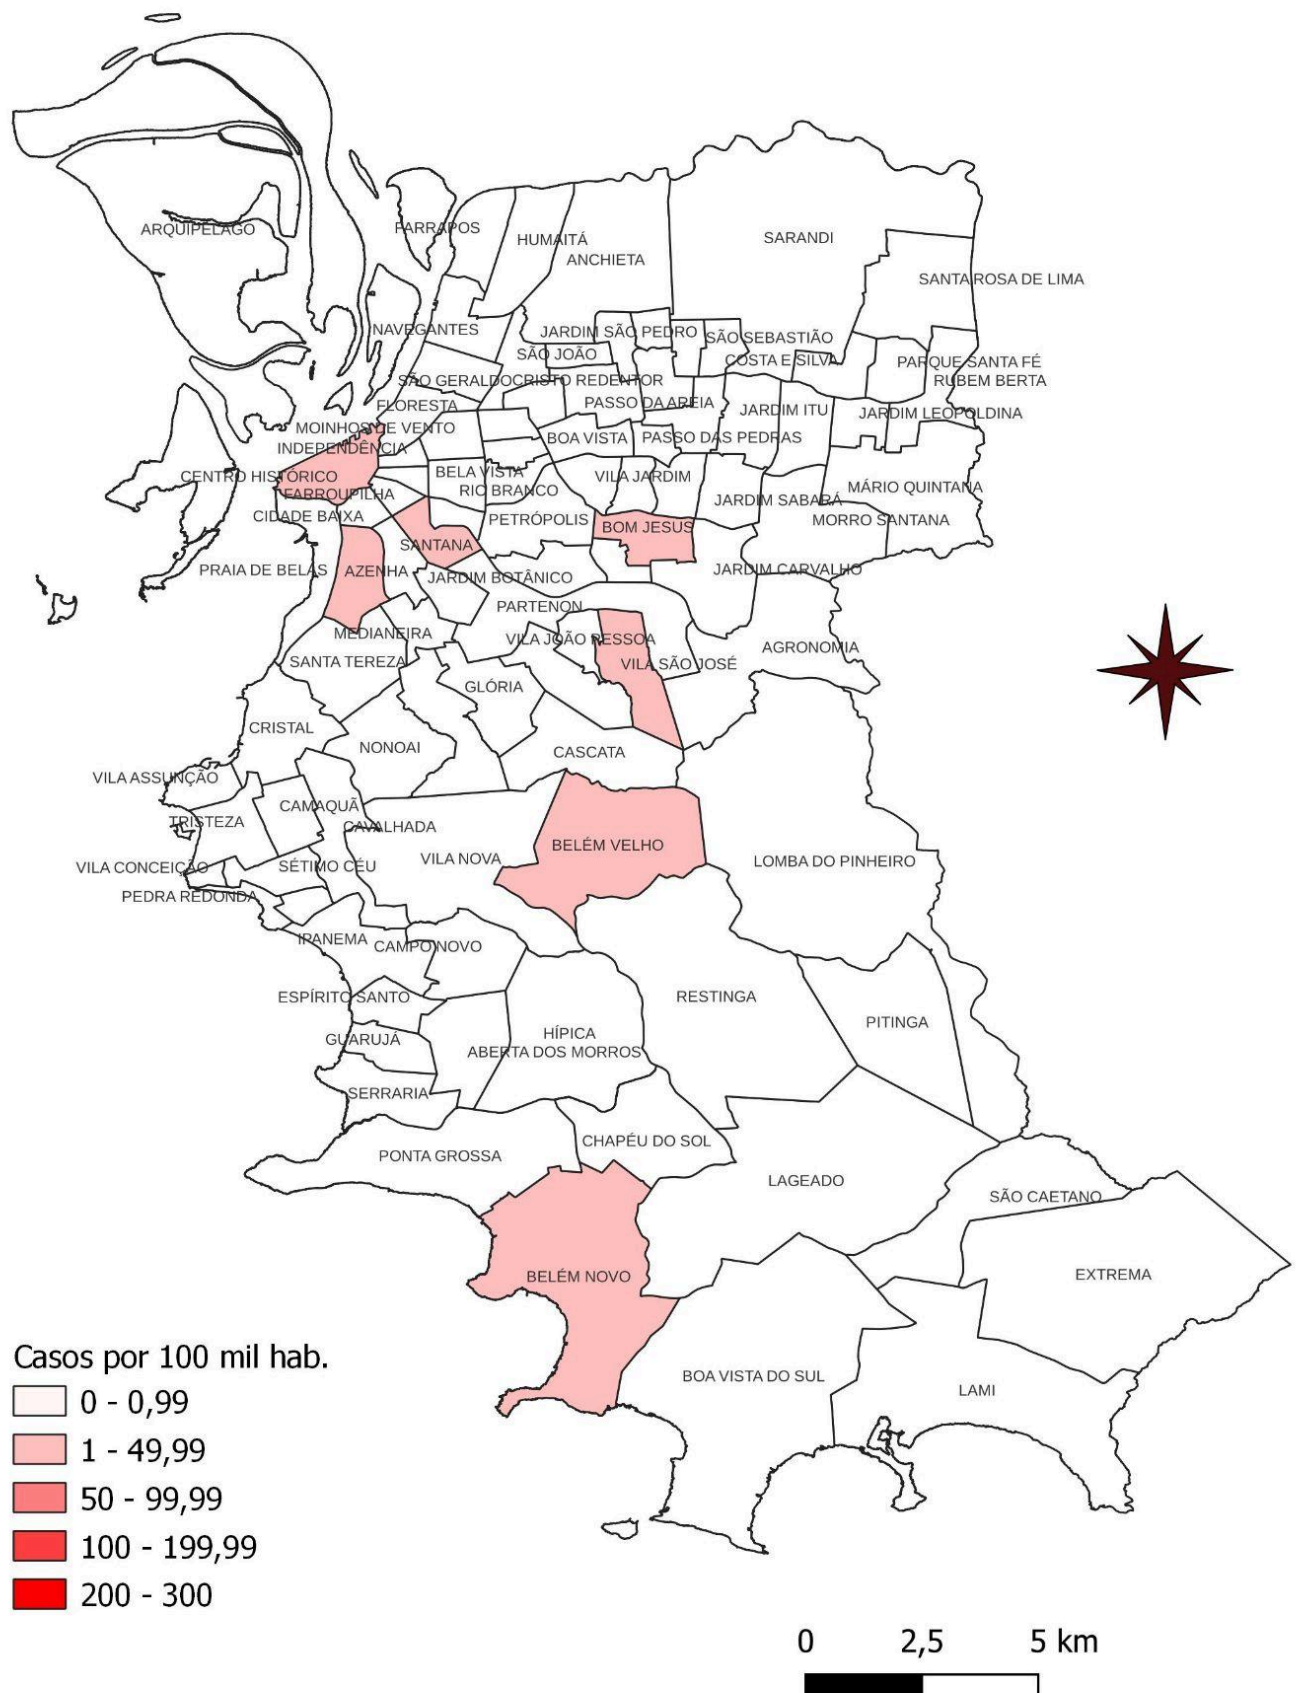 ARQUIPÉLAGO
FARRAPOS
HUMAITÁ
ANCHIETA
SARANDI
SANTA ROSA DE LIMA
NAVEGANTES
JARDIM SÃO PEDRO
SÃO SEBASTIÃO
SÃO JOÃO
COSTA E SILVA
PARQUE SANTA FÉ
SÃO GERALDO
CRISTO REDENTOR
RUBEM BERTA
FLORESTA
PASSO DA AREIA
JARDIM ITU
JARDIM LEOPOLDINA
MOINHOS DE VENTO
INDEPENDÊNCIA
BOA VISTA
PASSO DAS PEDRAS
CENTRO HISTÓRICO
BELA VISTA
VILA JARDIM
FARROUPILHA
RIO BRANCO
JARDIM SABARÁ
MÁRIO QUINTANA
CIDADE BAIXA
PETRÓPOLIS
BOM JESUS
MORRO SANTANA
SANTANA
PRAIA DE BELAS
AZENHA
JARDIM BOTÂNICO
JARDIM CARVALHO
PARTENON
MEDIANEIRA
VILA JOÃO PESSOA
AGRONOMIA
SANTA TEREZA
VILA SÃO JOSÉ
GLÓRIA
CRISTAL
NONOAI
CASCATA
VILA ASSUNÇÃO
CAMAQUÃ
TRISTEZA
CAVALHADA
BELÉM VELHO
VILA CONCEIÇÃO
SÉTIMO CÉU
VILA NOVA
LOMBA DO PINHEIRO
PEDRA REDONDA
IPANEMA
CAMPO NOVO
ESPÍRITO SANTO
RESTINGA
PITINGA
GUARUJÁ
HÍPICA
ABERTA DOS MORROS
SERRARIA
CHAPÉU DO SOL
PONTA GROSSA
LAGEADO
SÃO CAETANO
BELÉM NOVO
EXTREMA
BOA VISTA DO SUL
LAMI
Casos por 100 mil hab.
0 - 0,99
1 - 49,99
50 - 99,99
100 - 199,99
200 - 300
0 2,5 5 km